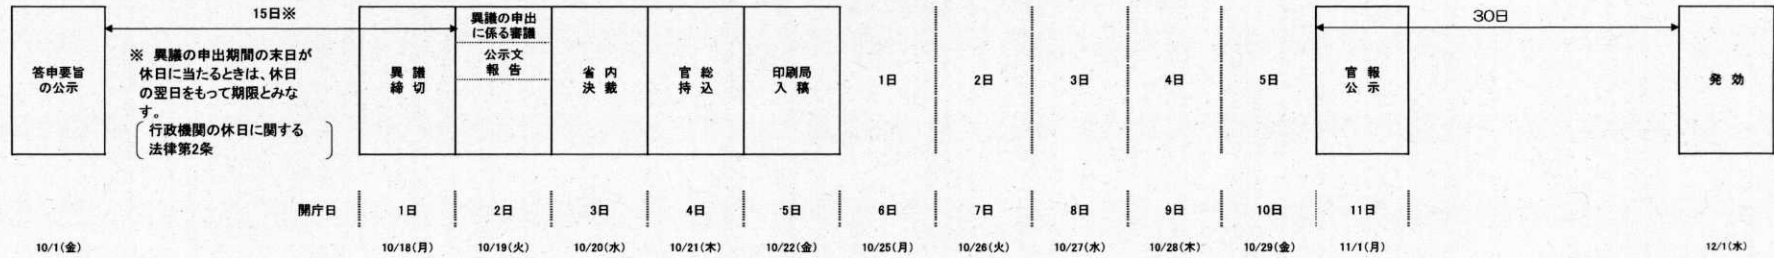 15日※
30日
答申要旨
の公示
※ 異議の申出期間の末日が
休日に当たるときは、休日
の翌日をもって期限とみな
す。
行政機関の休日に関する
法律第2条
異 議
締 切
異議の申出
に係る審議
公示文
報 告
省 内
決 裁
官 総
持 込
印刷局
入 稿
1日
2日
3日
4日
5日
官 報
公 示
発 効
開庁日 1日 2日 3日 4日 5日 6日 7日 8日 9日 10日 11日
10/1(金) 10/18(月) 10/19(火) 10/20(水) 10/21(木) 10/22(金) 10/25(月) 10/26(火) 10/27(水) 10/28(木) 10/29(金) 11/1(月) 12/1(水)